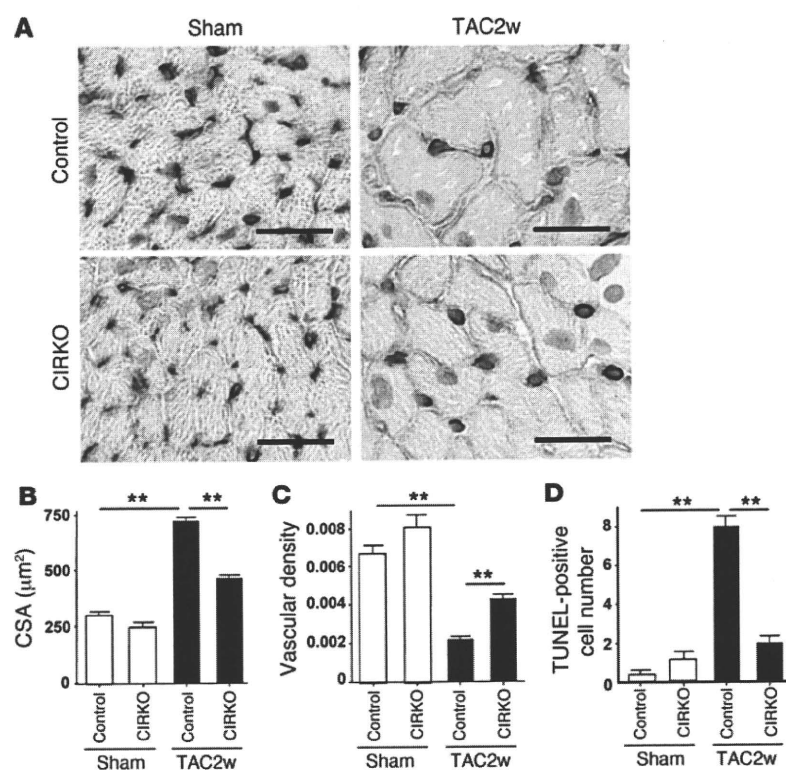 A
Sham
TAC2w
Control
CIRKO
B
**
**
750
500
250
0
CSA (μm²)
Control
CIRKO
Control
CIRKO
Sham
TAC2w
C
**
**
0.008
0.006
0.004
0.002
0
Vascular density
Control
CIRKO
Control
CIRKO
Sham
TAC2w
D
**
**
8
6
4
2
0
TUNEL-positive
cell number
Control
CIRKO
Control
CIRKO
Sham
TAC2w